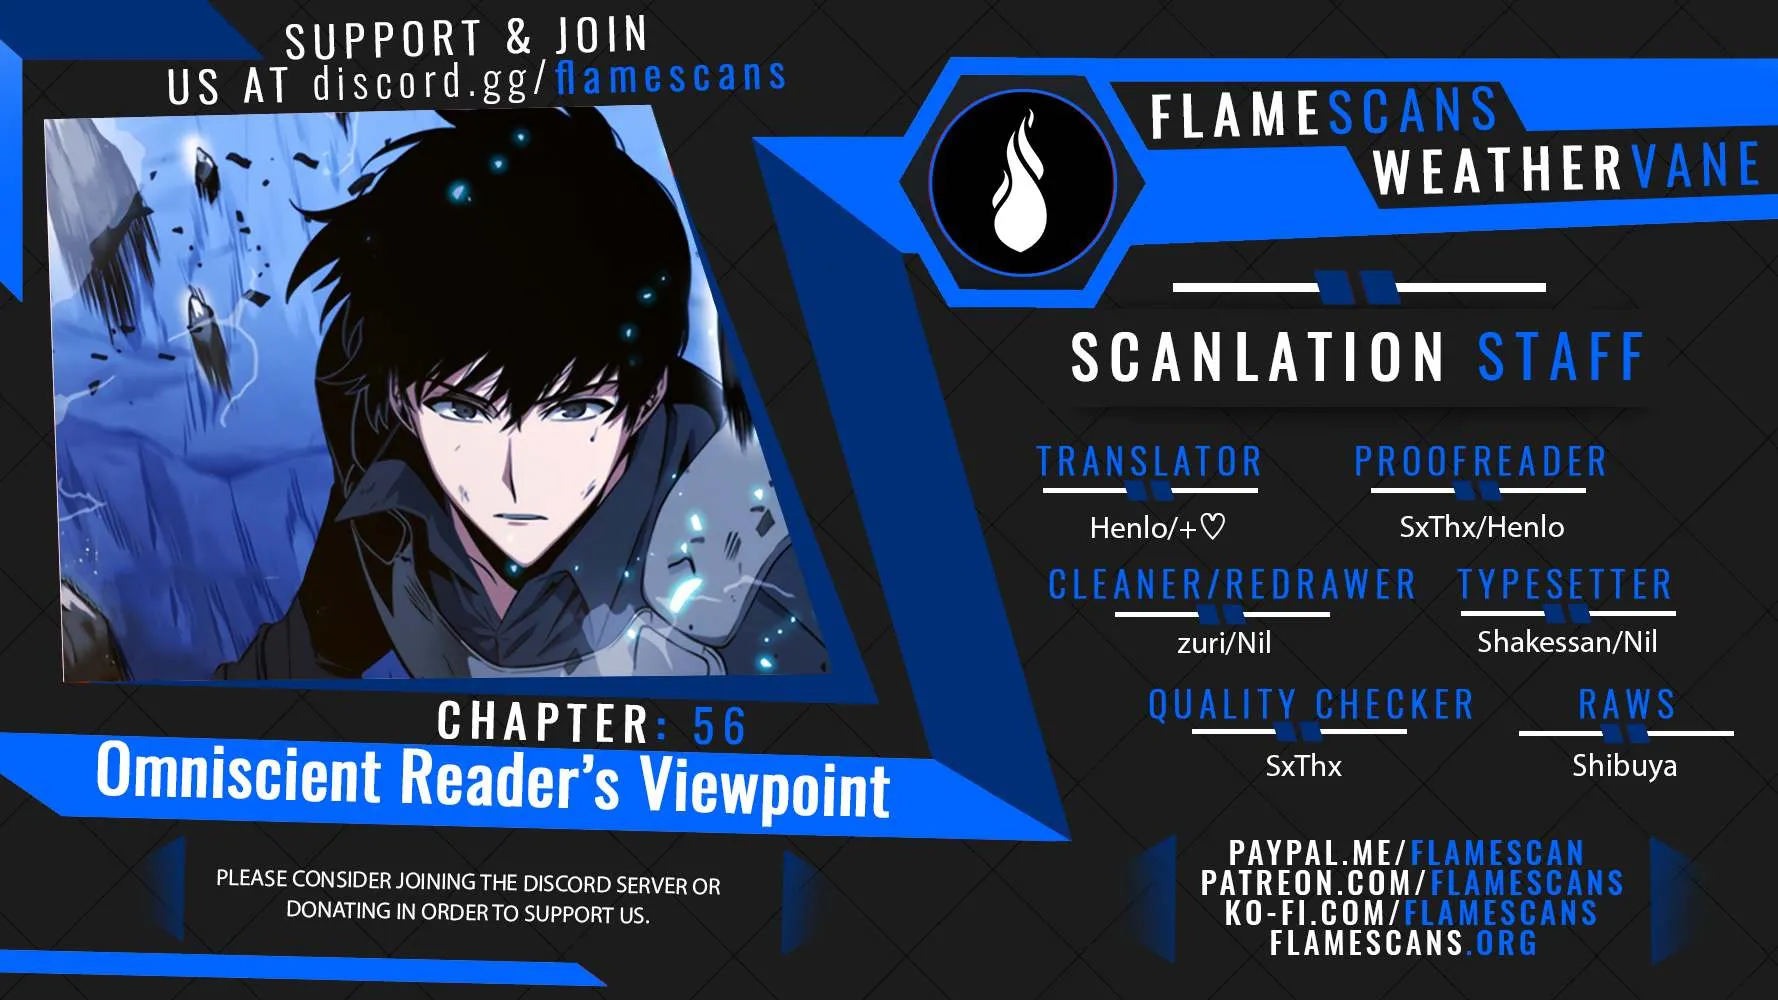 SUPPORT & JOIN
US AT discord.gg/flamescans
FLAMESCANS
WEATHERVANE
SCANLATION STAFF
TRANSLATOR
Henlo/+♡
PROOFREADER
SxThx/Henlo
CLEANER/REDRAWER
zuri/Nil
TYPESETTER
Shakessan/Nil
QUALITY CHECKER
SxThx
RAWS
Shibuya
CHAPTER: 56
Omniscient Reader's Viewpoint
PLEASE CONSIDER JOINING THE DISCORD SERVER OR
DONATING IN ORDER TO SUPPORT US.
PAYPAL.ME/FLAMESCAN
PATREON.COM/FLAMESCANS
KO-FI.COM/FLAMESCANS
FLAMESCANS.ORG